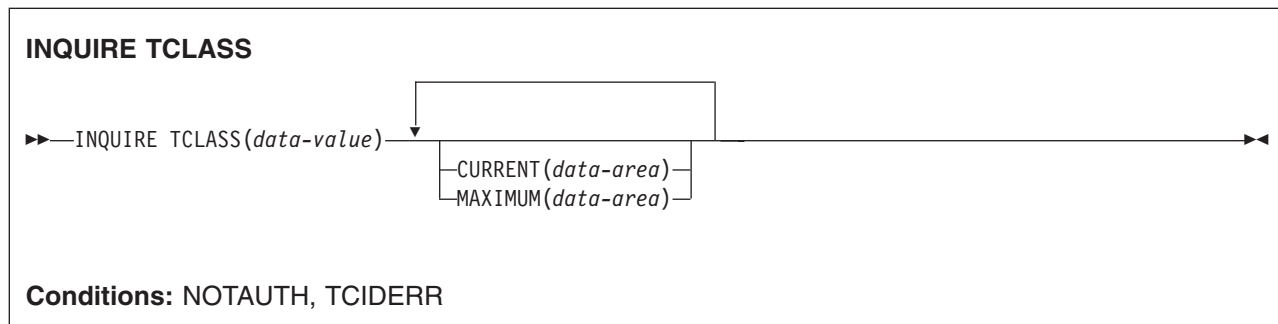 INQUIRE TCLASS
INQUIRE TCLASS(data-value)
CURRENT(data-area)
MAXIMUM(data-area)
Conditions: NOTAUTH, TCIDERR